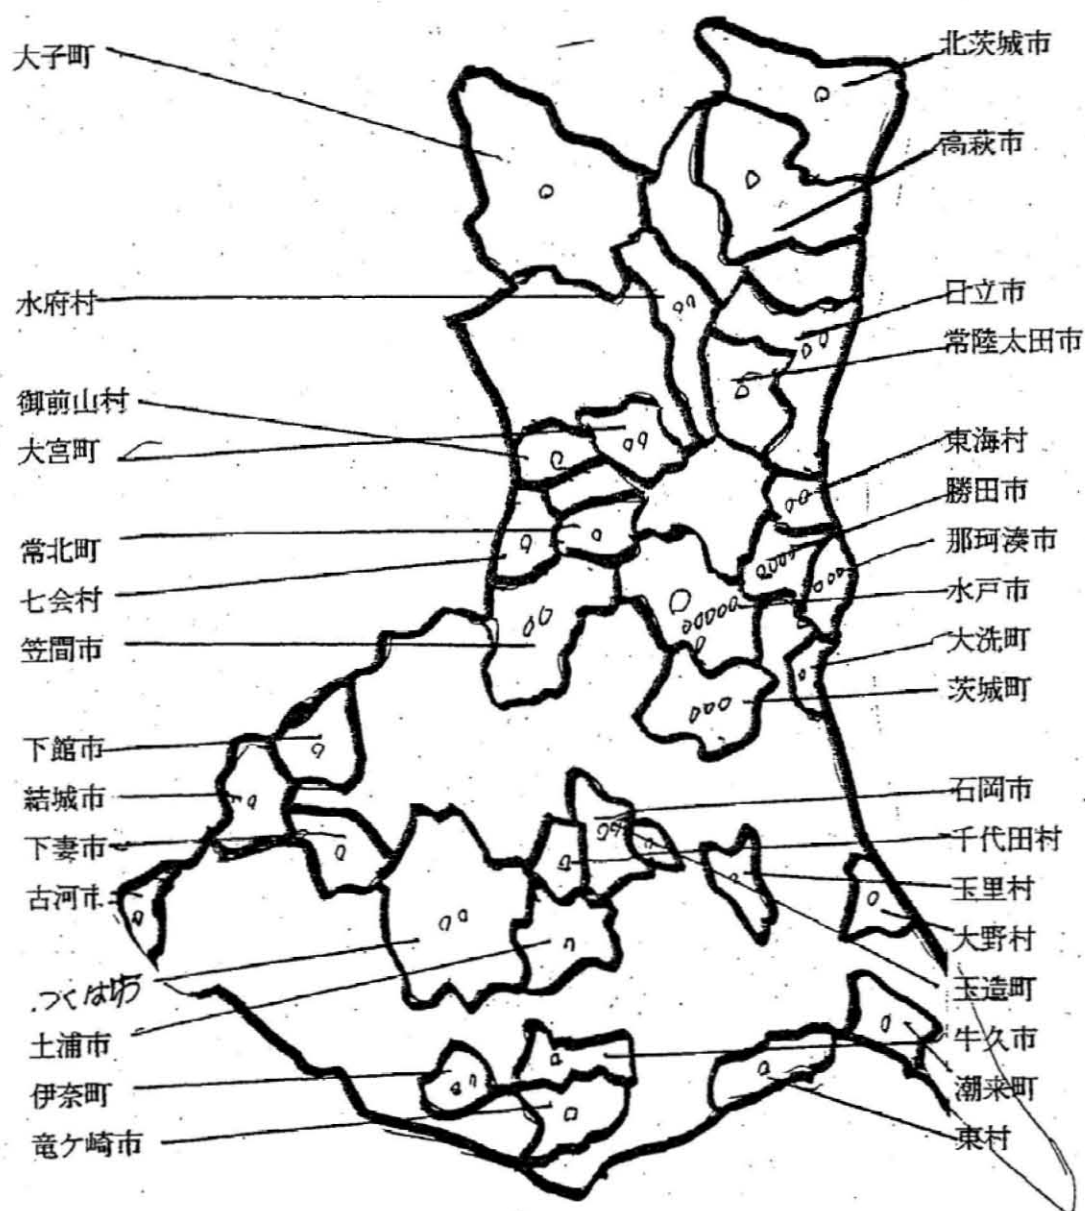 大子町
水府村
御前山村
大宮町
常北町
七会村
笠間市
下館市
結城市
下妻市
古河市
つくば市
土浦市
伊奈町
竜ケ崎市
北茨城市
高萩市
日立市
常陸太田市
東海村
勝田市
那珂湊市
水戸市
大洗町
茨城町
石岡市
千代田村
玉里村
大野村
玉造町
牛久市
潮来町
東村